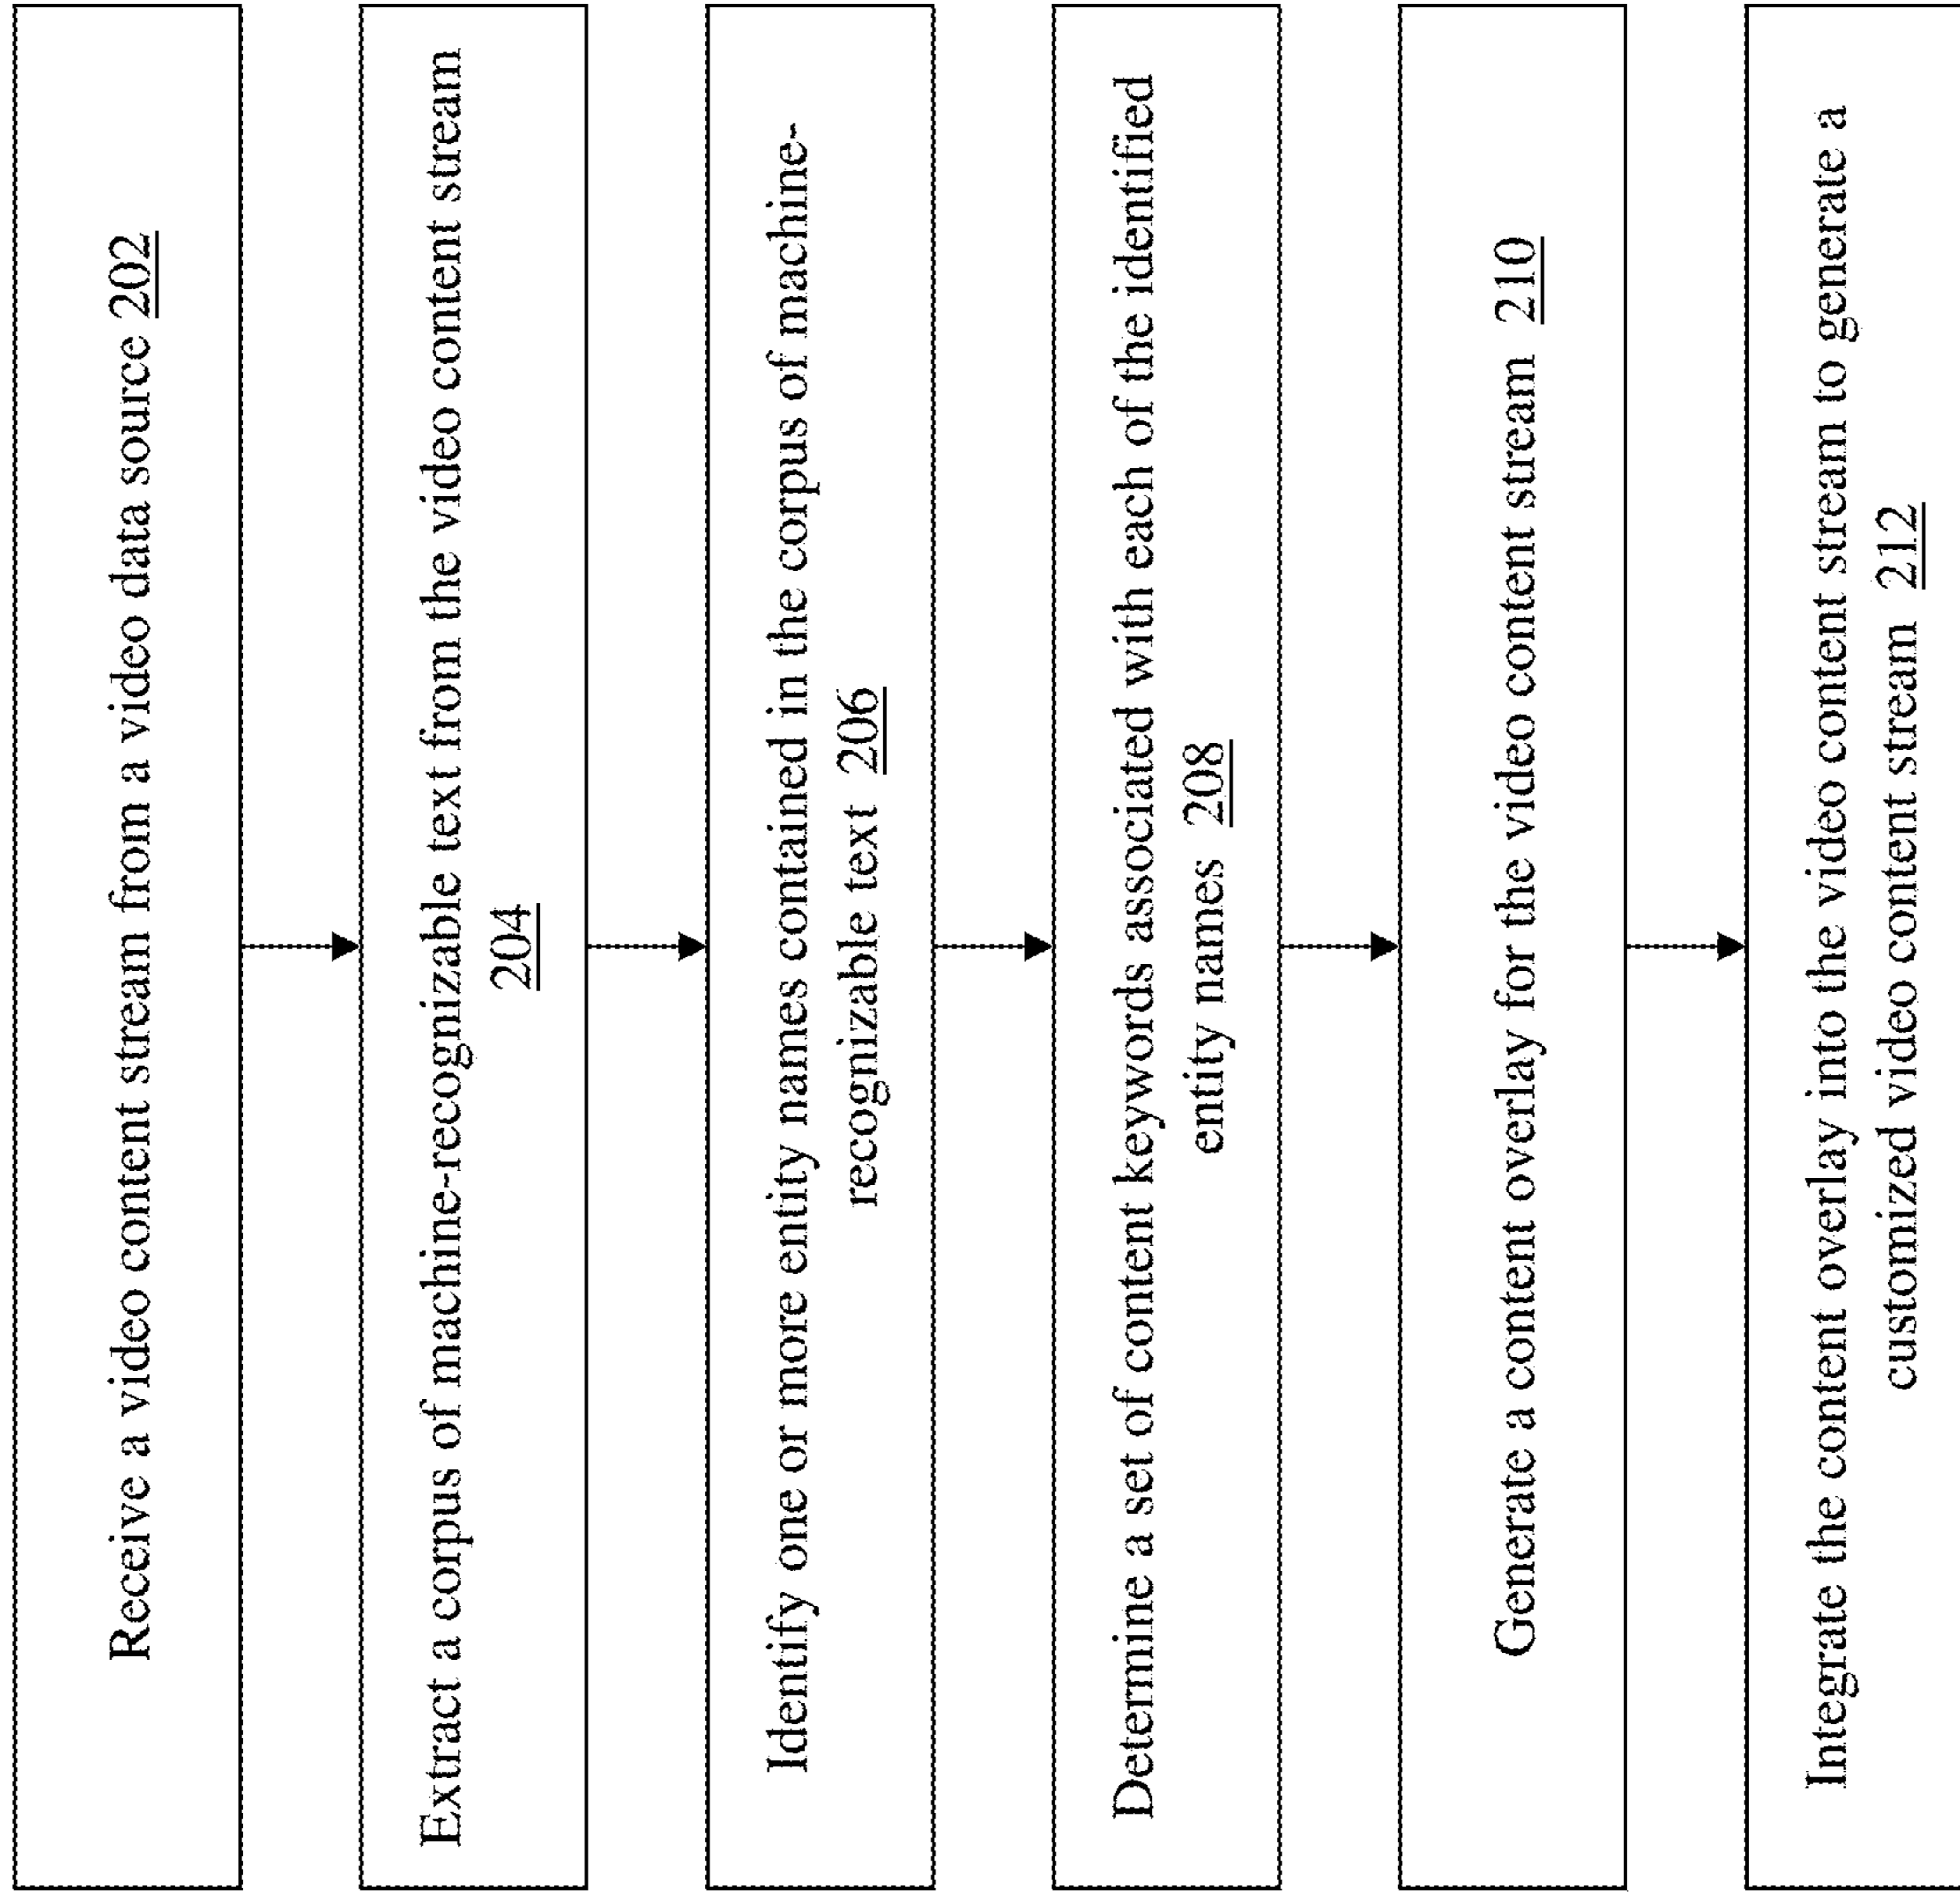 Receive a video content stream from a video data source 202
Extract a corpus of machine-recognizable text from the video content stream
204
Identify one or more entity names contained in the corpus of machine-
recognizable text 206
Determine a set of content keywords associated with each of the identified
entity names 208
Generate a content overlay for the video content stream 210
Integrate the content overlay into the video content stream to generate a
customized video content stream 212